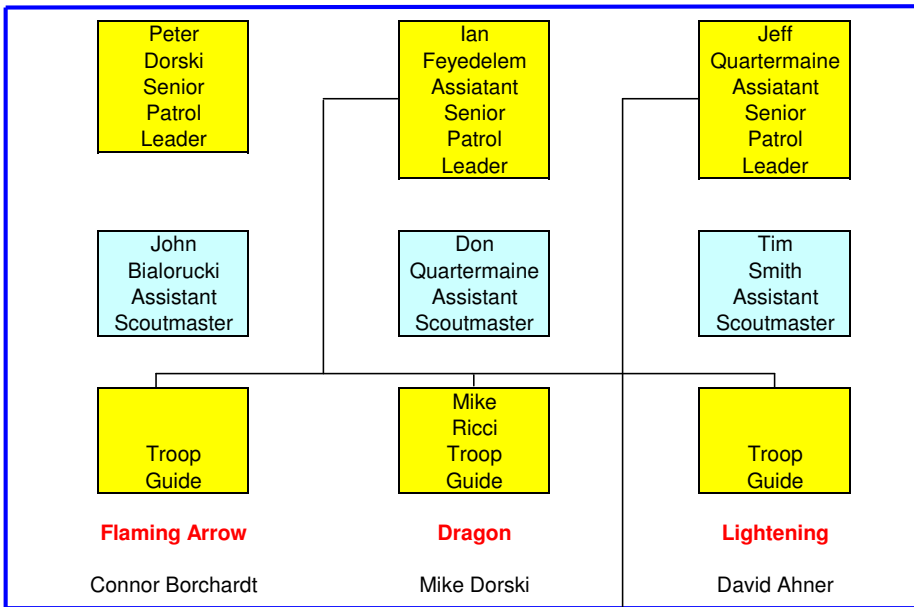 Peter
Dorski
Senior
Patrol
Leader
Ian
Feyedelem
Assiatant
Senior
Patrol
Leader
Jeff
Quartermaine
Assiatant
Senior
Patrol
Leader
John
Bialorucki
Assistant
Scoutmaster
Don
Quartermaine
Assistant
Scoutmaster
Tim
Smith
Assistant
Scoutmaster
Troop
Guide
Mike
Ricci
Troop
Guide
Troop
Guide
Flaming Arrow
Dragon
Lightening
Connor Borchardt
Mike Dorski
David Ahner